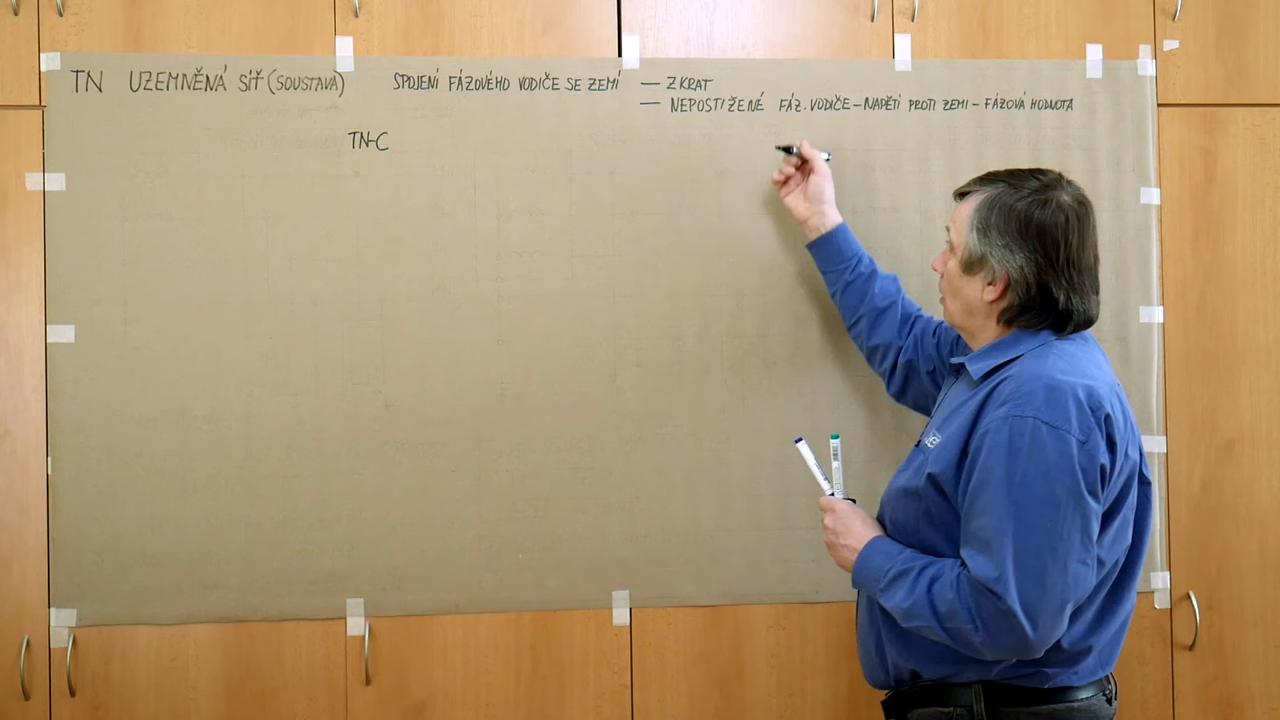 TN UZEMNĚNÁ SÍŤ (SOUSTAVA) SPOJENÍ FÁZOVÉHO VODIČE SE ZEMÍ — ZKRAT
— NEPOSTIŽENÉ FÁZ. VODIČE – NAPĚTÍ PROTI ZEMI – FÁZOVÁ HODNOTA
TN-C